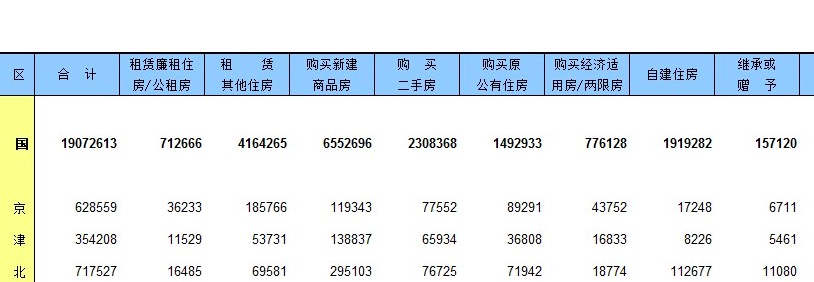 区 合 计 租赁廉租住房/公租房 租 赁其他住房 购买新建商品房 购 买二手房 购买原公有住房 购买经济适用房/两限房 自建住房 继承或赠 予
国 19072613 712666 4164265 6552696 2308368 1492933 776128 1919282 157120
京 628559 36233 185766 119343 77552 89291 43752 17248 6711
津 354208 11529 53731 138837 65934 36808 16833 8226 5461
北 717527 16485 69581 295103 76725 71942 18774 112677 11080